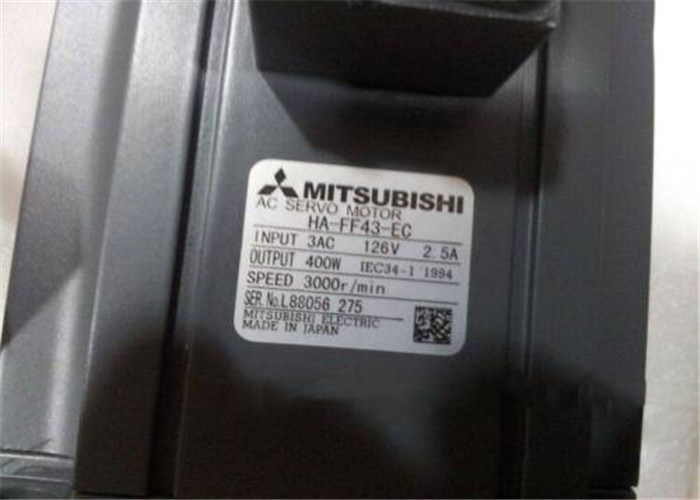 MITSUBISHI
AC SERVO MOTOR
HA-FF43-EC
INPUT 3AC 126V 2.5A
OUTPUT 400W IEC34-1 1994
SPEED 3000r/min
SER.No.L88056 275
MITSUBISHI ELECTRIC
MADE IN JAPAN